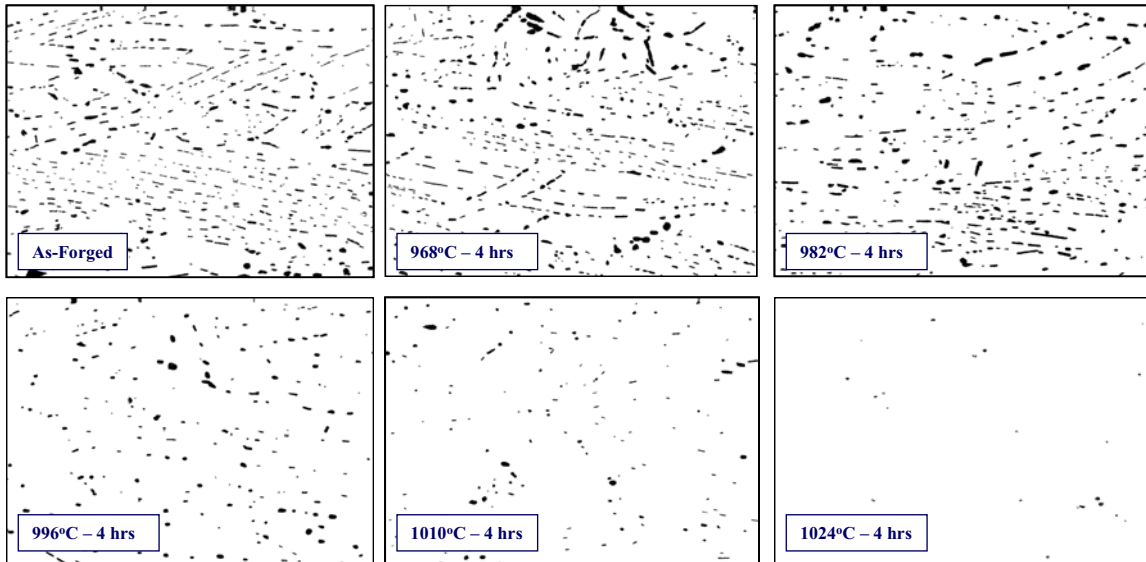 As-Forged
968°C – 4 hrs
982°C – 4 hrs
996°C – 4 hrs
1010°C – 4 hrs
1024°C – 4 hrs